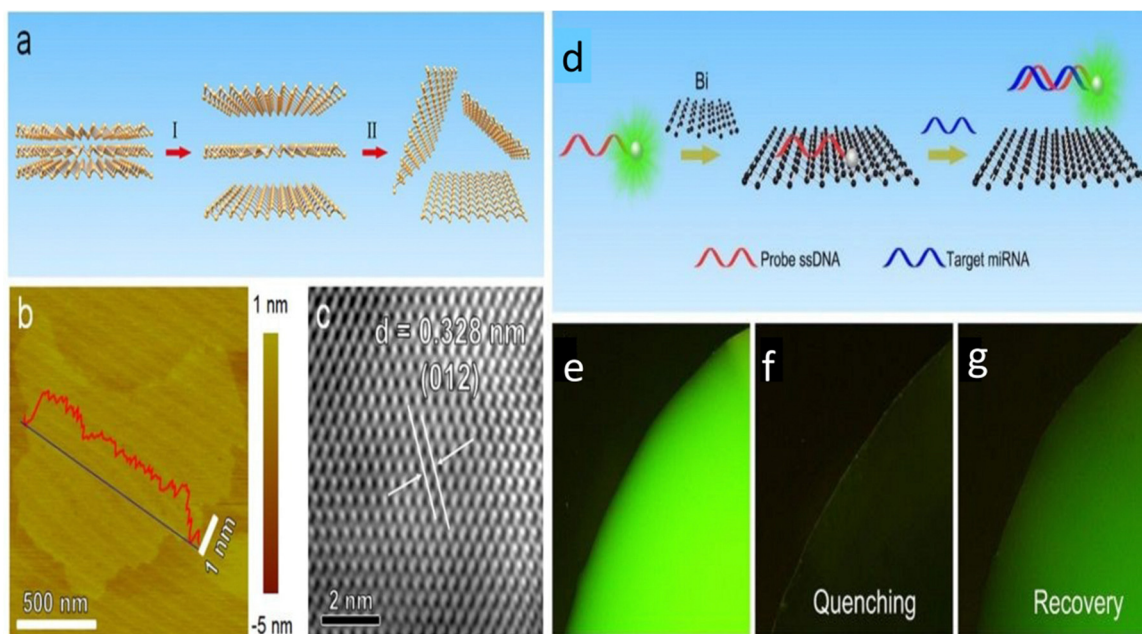 a
I
II
b
1 nm
-5 nm
500 nm
1 nm
c
d = 0.328 nm
(012)
2 nm
d
Bi
Probe ssDNA
Target miRNA
e
f
Quenching
g
Recovery